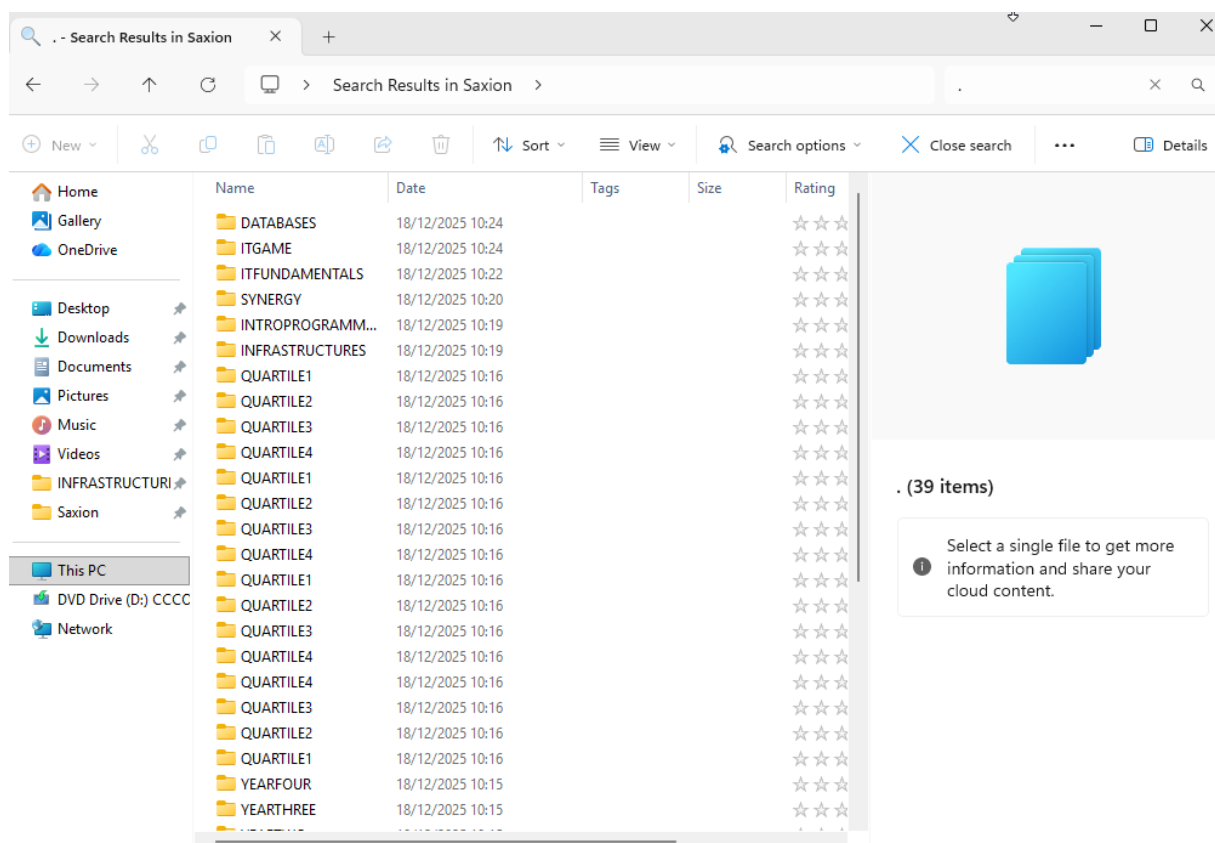 . - Search Results in Saxion
Search Results in Saxion
.
New
Sort
View
Search options
Close search
Details
Home
Gallery
OneDrive
Desktop
Downloads
Documents
Pictures
Music
Videos
INFRASTRUCTURI
Saxion
This PC
DVD Drive (D:) CCCO
Network
Name Date Tags Size Rating
DATABASES 18/12/2025 10:24
ITGAME 18/12/2025 10:24
ITFUNDAMENTALS 18/12/2025 10:22
SYNERGY 18/12/2025 10:20
INTROPROGRAMM... 18/12/2025 10:19
INFRASTRUCTURES 18/12/2025 10:19
QUARTILE1 18/12/2025 10:16
QUARTILE2 18/12/2025 10:16
QUARTILE3 18/12/2025 10:16
QUARTILE4 18/12/2025 10:16
QUARTILE1 18/12/2025 10:16
QUARTILE2 18/12/2025 10:16
QUARTILE3 18/12/2025 10:16
QUARTILE4 18/12/2025 10:16
QUARTILE1 18/12/2025 10:16
QUARTILE2 18/12/2025 10:16
QUARTILE3 18/12/2025 10:16
QUARTILE4 18/12/2025 10:16
QUARTILE4 18/12/2025 10:16
QUARTILE3 18/12/2025 10:16
QUARTILE2 18/12/2025 10:16
QUARTILE1 18/12/2025 10:16
YEARFOUR 18/12/2025 10:15
YEARTHREE 18/12/2025 10:15
. (39 items)
Select a single file to get more
information and share your
cloud content.